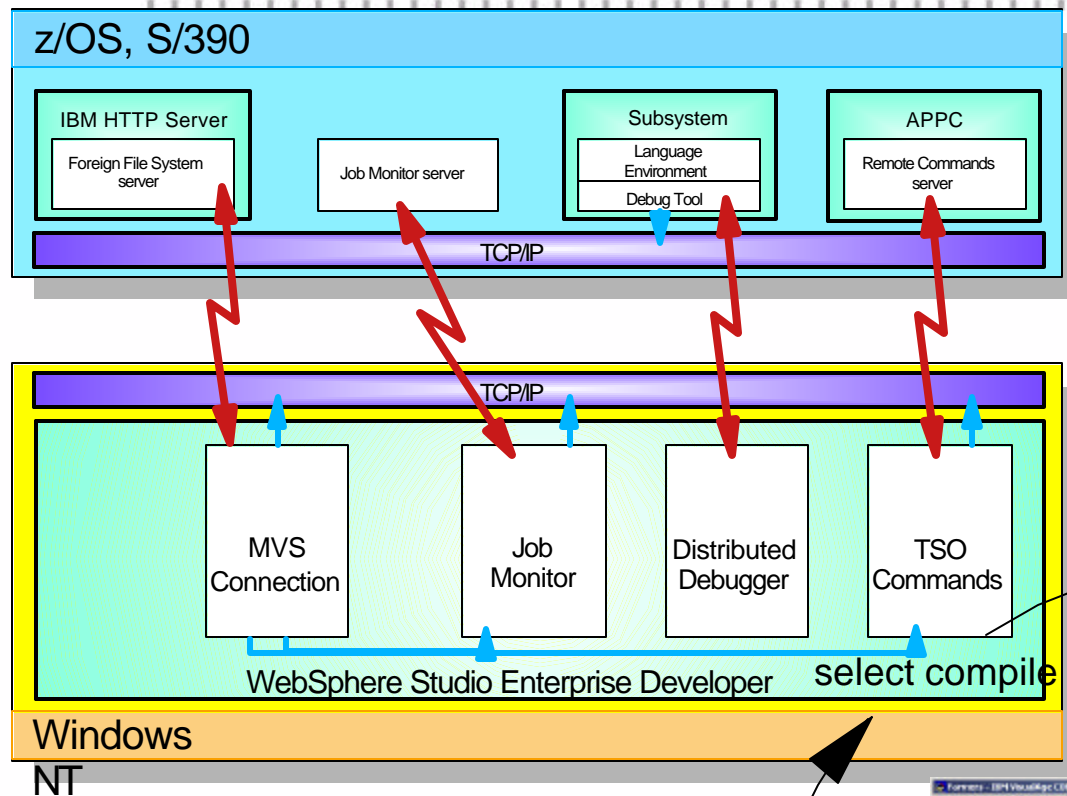 z/OS, S/390
IBM HTTP Server
Foreign File System
server
Job Monitor server
Subsystem
Language
Environment
Debug Tool
APPC
Remote Commands
server
TCP/IP
TCP/IP
MVS
Connection
Job
Monitor
Distributed
Debugger
TSO
Commands
WebSphere Studio Enterprise Developer
select compile
Windows
NT